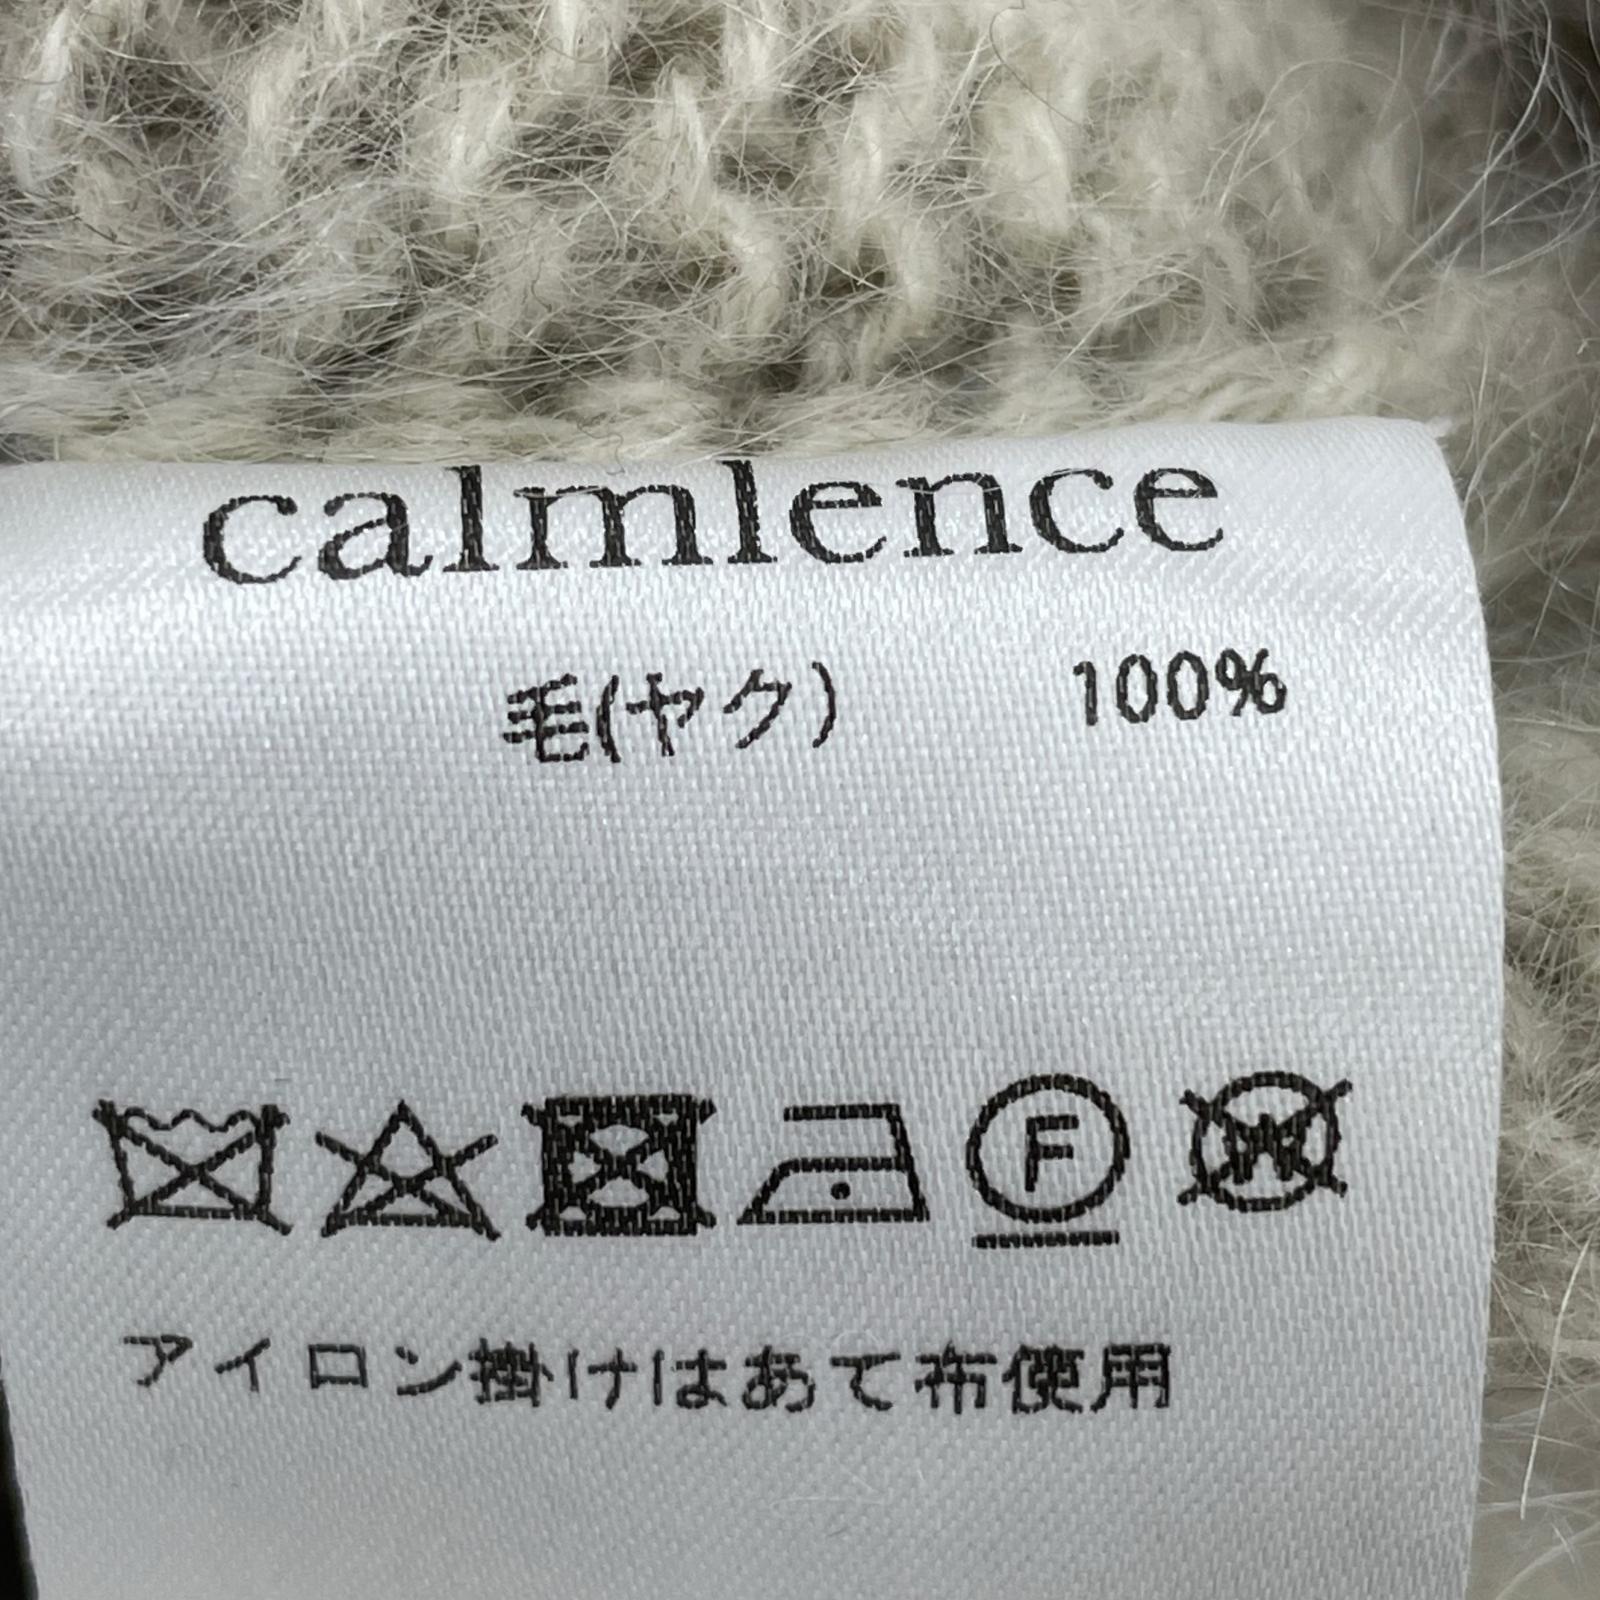 calmlence
毛(ヤク) 100%
F W
アイロン掛けはあて布使用